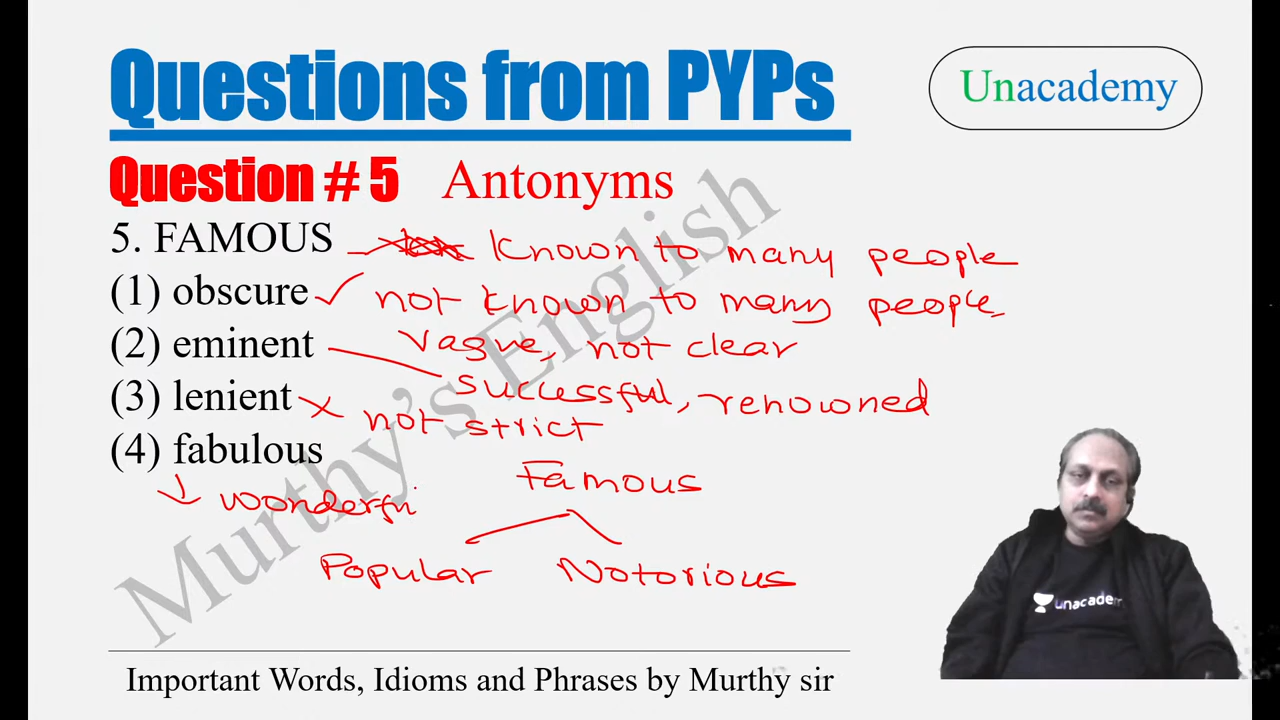 Questions from PYPs
Unacademy
Question # 5 Antonyms
5. FAMOUS Known to many people
(1) obscure ✓ not known to many people,
Vague, not clear
(2) eminent
successful, renowned
(3) lenient ✗ not strict
(4) fabulous
Famous
Popular Notorious
Murthy's English
unacademy
Important Words, Idioms and Phrases by Murthy sir